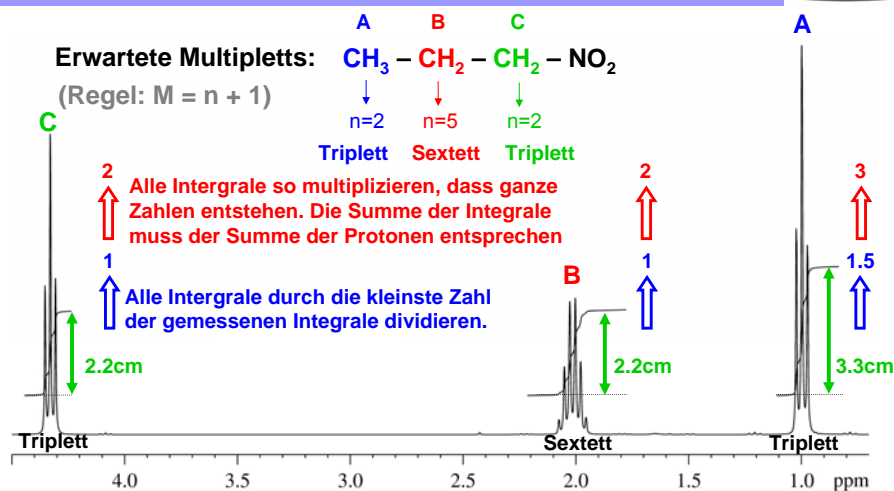 A B C A
Erwartete Multipletts: CH₃ – CH₂ – CH₂ – NO₂
(Regel: M = n + 1)
C n=2 n=5 n=2
Triplett Sextett Triplett
2 2 3
Alle Intergrale so multiplizieren, dass ganze
Zahlen entstehen. Die Summe der Integrale
muss der Summe der Protonen entsprechen
1 B 1 1.5
Alle Intergrale durch die kleinste Zahl
der gemessenen Integrale dividieren.
2.2cm 2.2cm 3.3cm
Triplett Sextett Triplett
4.0 3.5 3.0 2.5 2.0 1.5 1.0 ppm